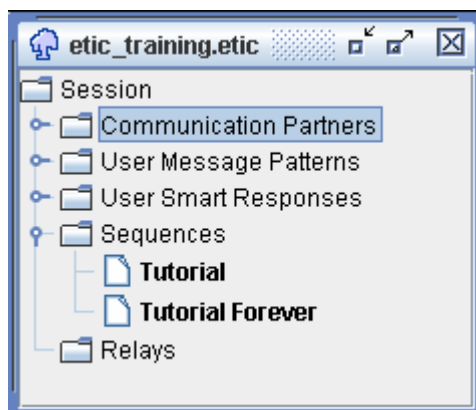 etic_training.etic
Session
Communication Partners
User Message Patterns
User Smart Responses
Sequences
Tutorial
Tutorial Forever
Relays